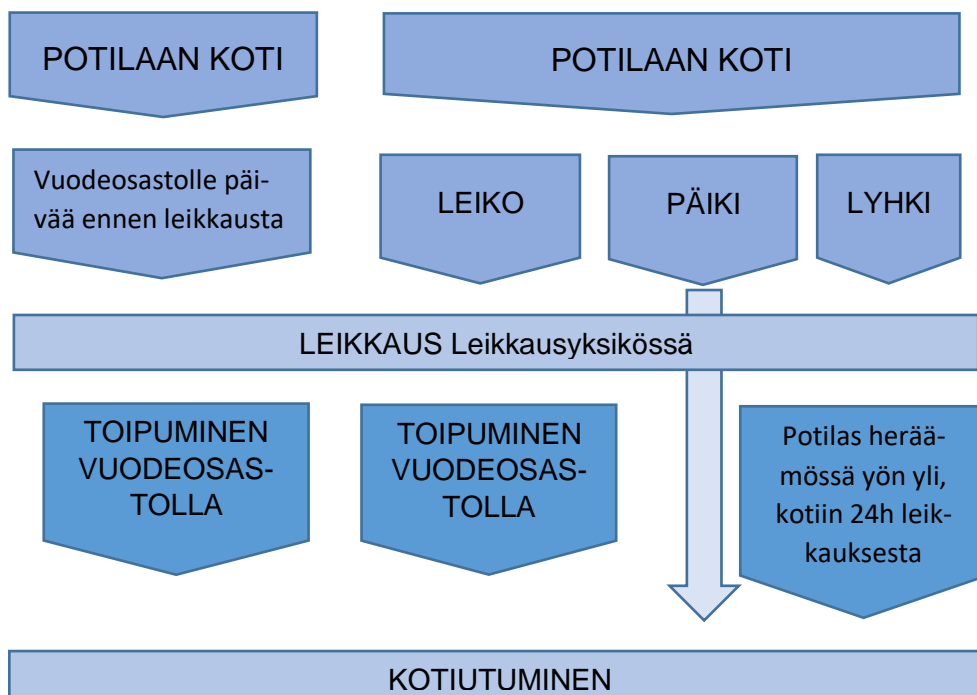 POTILAAN KOTI
POTILAAN KOTI
Vuodeosastolle päi-
vää ennen leikkausta
LEIKO
PÄIKI
LYHKI
LEIKKAUS Leikkausyksikössä
TOIPUMINEN
VUODEOSAS-
TOLLA
TOIPUMINEN
VUODEOSAS-
TOLLA
Potilas herää-
mössä yön yli,
kotiin 24h leik-
kauksesta
KOTIUTUMINEN